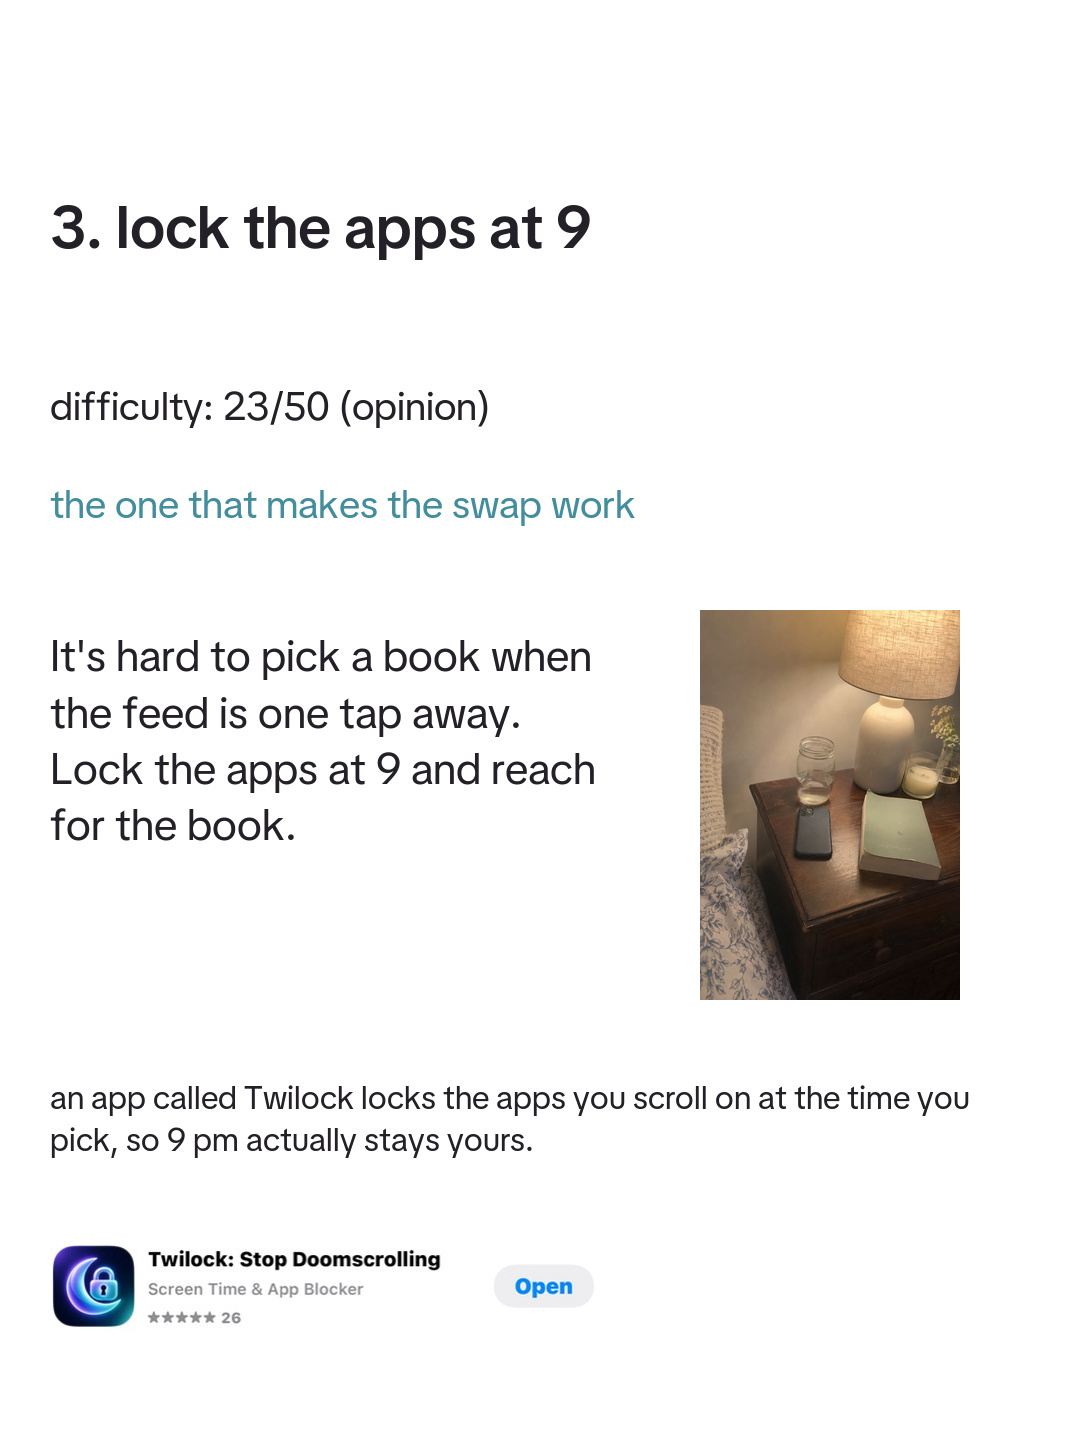 3. lock the apps at 9
difficulty: 23/50 (opinion)
the one that makes the swap work
It's hard to pick a book when
the feed is one tap away.
Lock the apps at 9 and reach
for the book.
an app called Twilock locks the apps you scroll on at the time you
pick, so 9 pm actually stays yours.
Twilock: Stop Doomscrolling
Screen Time & App Blocker
★★★★★ 26
Open